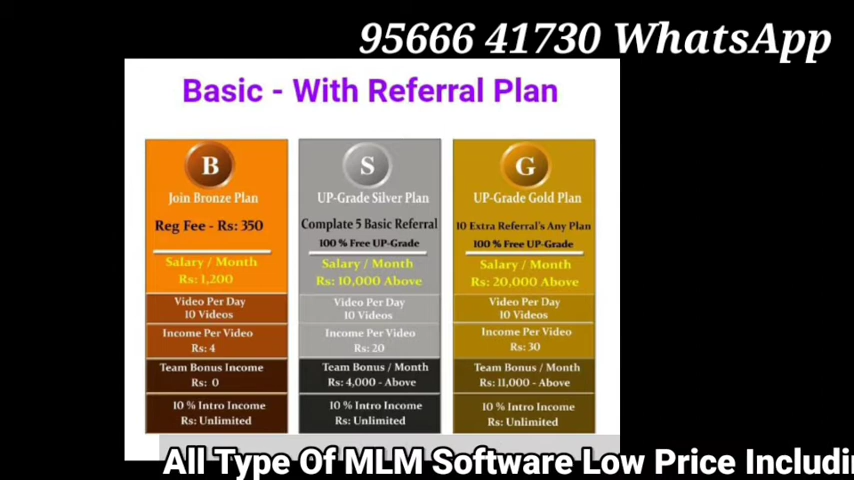 95666 41730 WhatsApp
Basic - With Referral Plan
B
Join Bronze Plan
Reg Fee - Rs: 350
Salary / Month
Rs: 1,200
Video Per Day
10 Videos
Income Per Video
Rs: 4
Team Bonus Income
Rs: 0
10 % Intro Income
Rs: Unlimited
S
UP-Grade Silver Plan
Complate 5 Basic Referral
100 % Free UP-Grade
Salary / Month
Rs: 10,000 Above
Video Per Day
10 Videos
Income Per Video
Rs: 20
Team Bonus / Month
Rs: 4,000 - Above
10 % Intro Income
Rs: Unlimited
G
UP-Grade Gold Plan
10 Extra Referral's Any Plan
100 % Free UP-Grade
Salary / Month
Rs: 20,000 Above
Video Per Day
10 Videos
Income Per Video
Rs: 30
Team Bonus / Month
Rs: 11,000 - Above
10 % Intro Income
Rs: Unlimited
All Type Of MLM Software Low Price